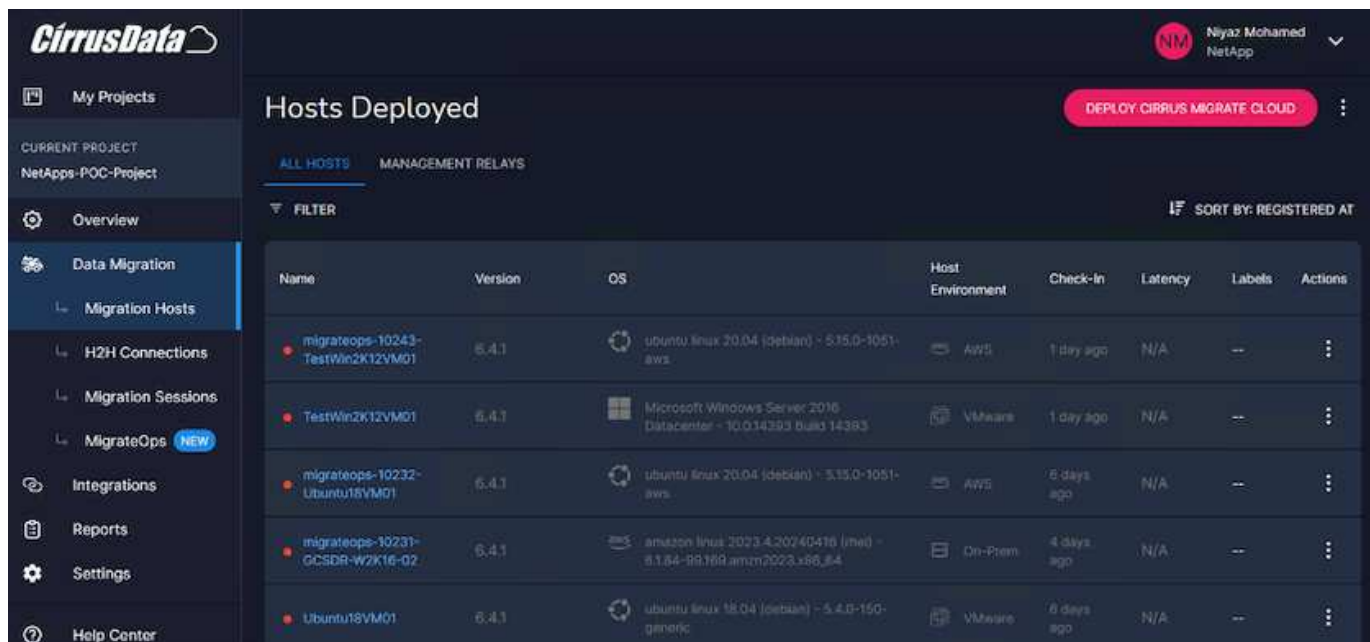 CirrusData
Niyaz Mohamed
NetApp
NM
My Projects
CURRENT PROJECT
NetApps-POC-Project
Overview
Data Migration
Migration Hosts
H2H Connections
Migration Sessions
MigrateOps NEW
Integrations
Reports
Settings
Help Center
Hosts Deployed
DEPLOY CIRRUS MIGRATE CLOUD
ALL HOSTS MANAGEMENT RELAYS
FILTER
SORT BY: REGISTERED AT
Name Version OS Host Environment Check-In Latency Labels Actions
migrateops-10243-
TestWin2K12VM01
6.4.1
ubuntu linux 20.04 (debian) - 5.15.0-1051-
aws
AWS
1 day ago
N/A
--
TestWin2K12VM01
6.4.1
Microsoft Windows Server 2016
Datacenter - 10.0.14393 Build 14393
VMware
1 day ago
N/A
--
migrateops-10232-
Ubuntu18VM01
6.4.1
ubuntu linux 20.04 (debian) - 5.15.0-1051-
aws
AWS
6 days
ago
N/A
--
migrateops-10231-
GCSDR-W2K16-02
6.4.1
aws
amazon linux 2023.4.20240416 (rhel) -
6.1.84-99.169.amzn2023.x86_64
On-Prem
4 days
ago
N/A
--
Ubuntu18VM01
6.4.1
ubuntu linux 18.04 (debian) - 5.4.0-150-
generic
VMware
6 days
ago
N/A
--